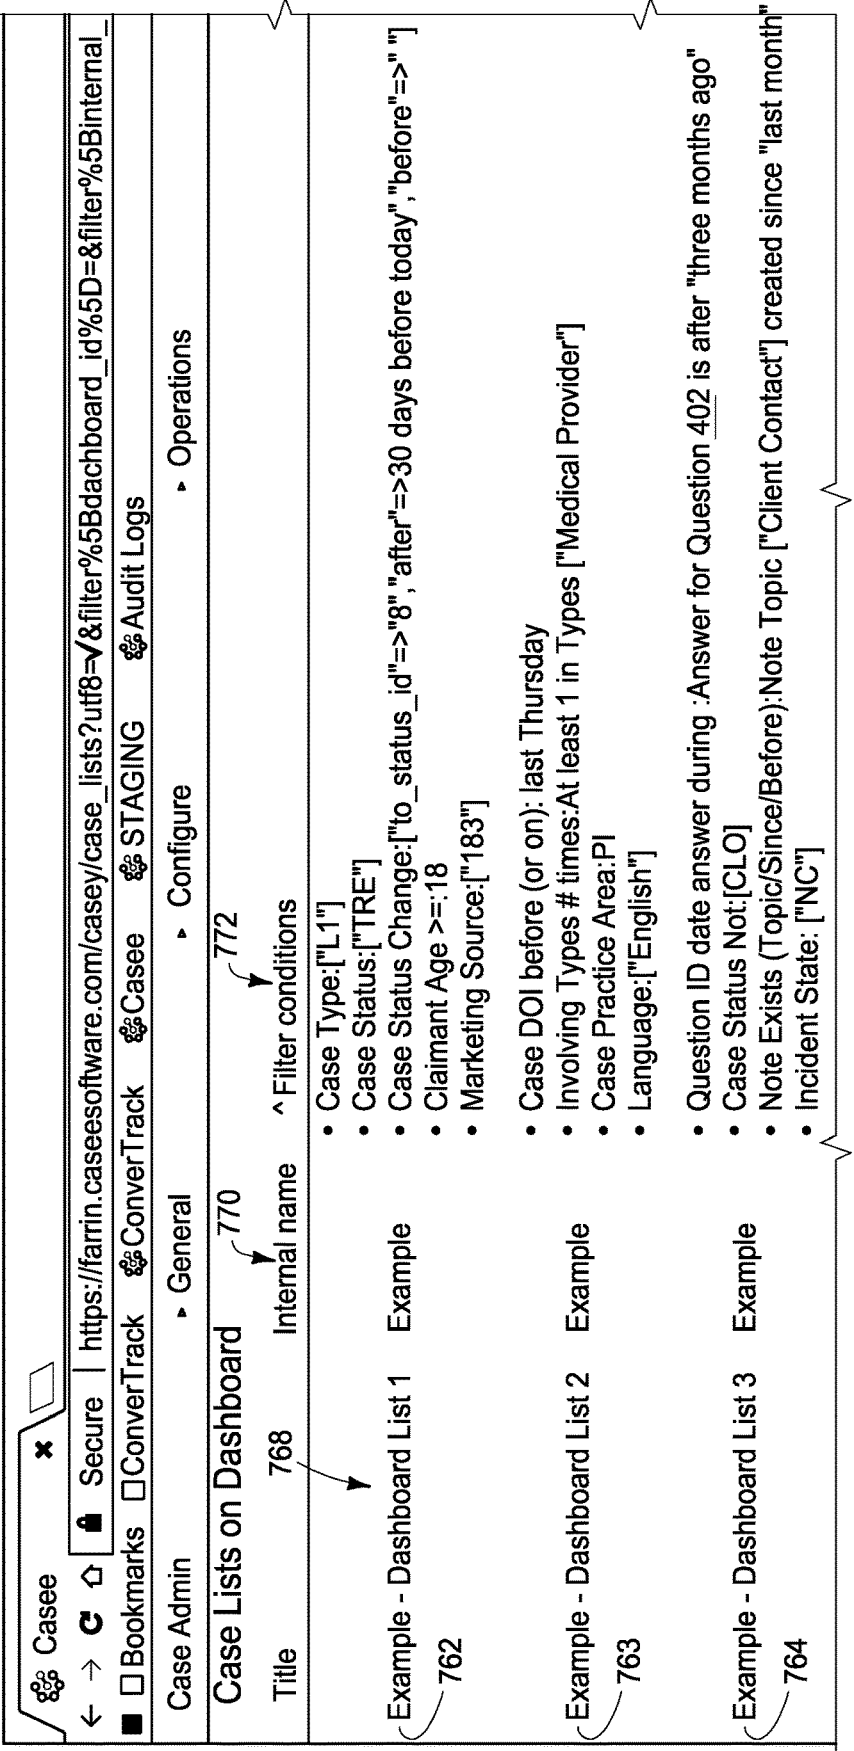 Casee ×
Secure | https://farrin.caseesoftware.com/casey/case_lists?utf8=✓&filter%5Bdachboard_id%5D=&filter%5Binternal_
Bookmarks ConverTrack ConverTrack Casee STAGING Audit Logs
Case Admin General Configure Operations
Case Lists on Dashboard
768 770 772
Title Internal name ^ Filter conditions
• Case Type:["L1"]
• Case Status:["TRE"]
Example - Dashboard List 1 Example • Case Status Change:["to_status_id"=>"8","after"=>30 days before today","before"=>" "]
762 • Claimant Age >=:18
• Marketing Source:["183"]
• Case DOI before (or on): last Thursday
Example - Dashboard List 2 Example • Involving Types # times:At least 1 in Types ["Medical Provider"]
763 • Case Practice Area:PI
• Language:["English"]
• Question ID date answer during :Answer for Question 402 is after "three months ago"
Example - Dashboard List 3 Example • Case Status Not:[CLO]
764 • Note Exists (Topic/Since/Before):Note Topic ["Client Contact"] created since "last month"
• Incident State: ["NC"]